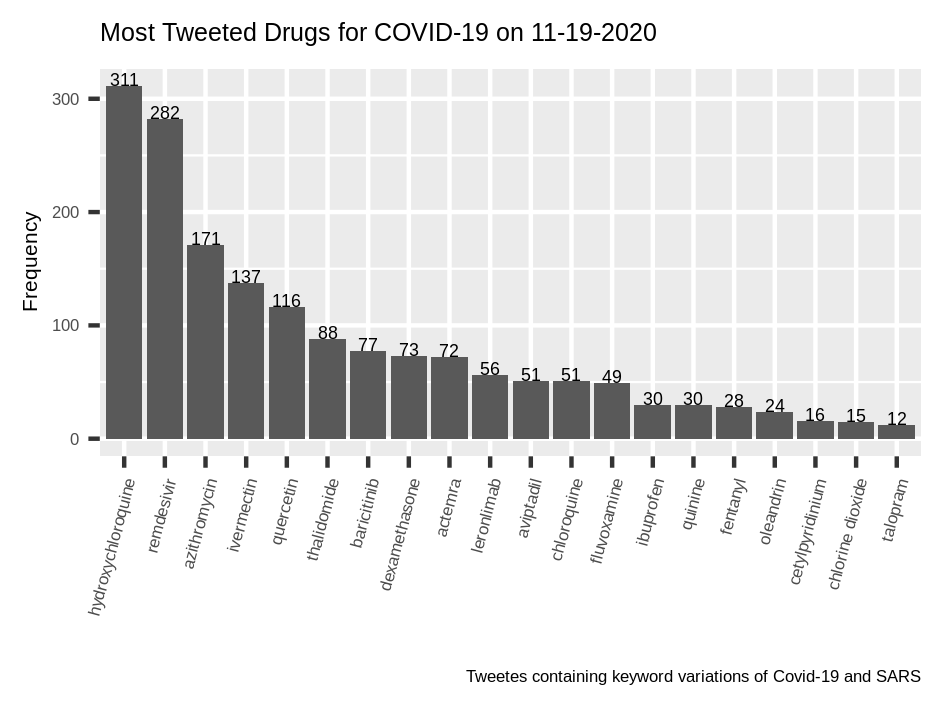 Most Tweeted Drugs for COVID-19 on 11-19-2020
Frequency
300
200
100
0
311
282
171
137
116
88
77
73
72
56
51
51
49
30
30
28
24
16
15
12
hydroxychloroquine
remdesivir
azithromycin
ivermectin
quercetin
thalidomide
baricitinib
dexamethasone
actemra
leronlimab
aviptadil
chloroquine
fluvoxamine
ibuprofen
quinine
fentanyl
oleandrin
cetylpyridinium
chlorine dioxide
talopram
Tweetes containing keyword variations of Covid-19 and SARS